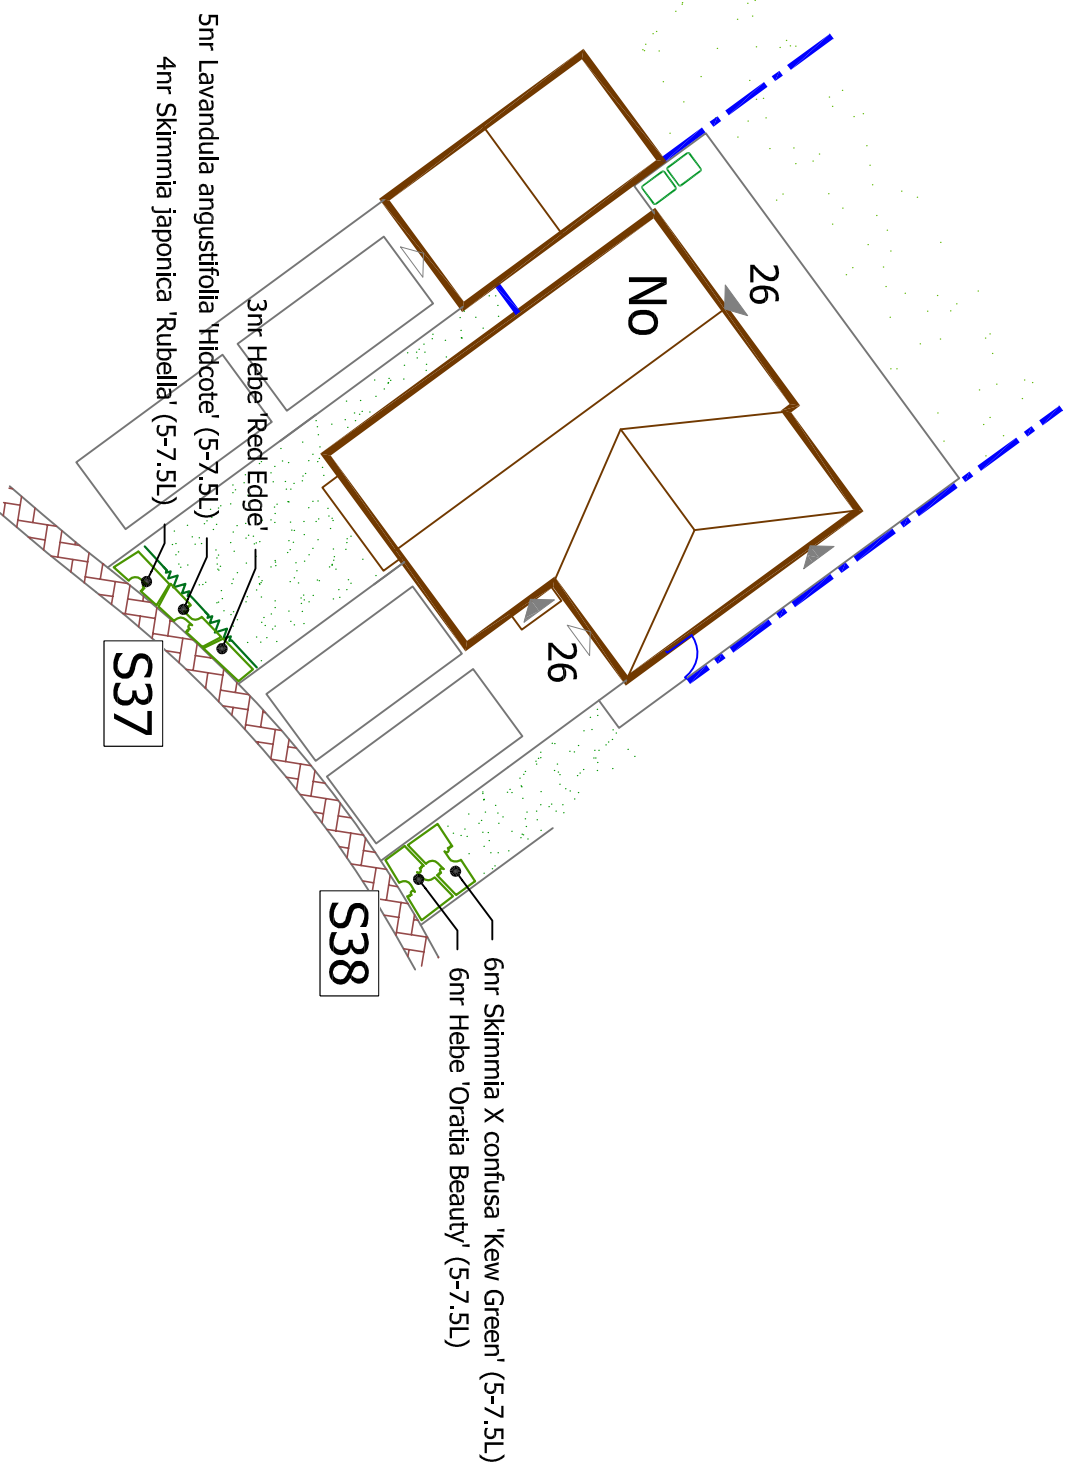 26
No
26
3nr Hebe 'Red Edge'
5nr Lavandula angustifolia 'Hidcote' (5-7.5L)
4nr Skimmia japonica 'Rubella' (5-7.5L)
S37
S38
6nr Skimmia X confusa 'Kew Green' (5-7.5L)
6nr Hebe 'Oratia Beauty' (5-7.5L)